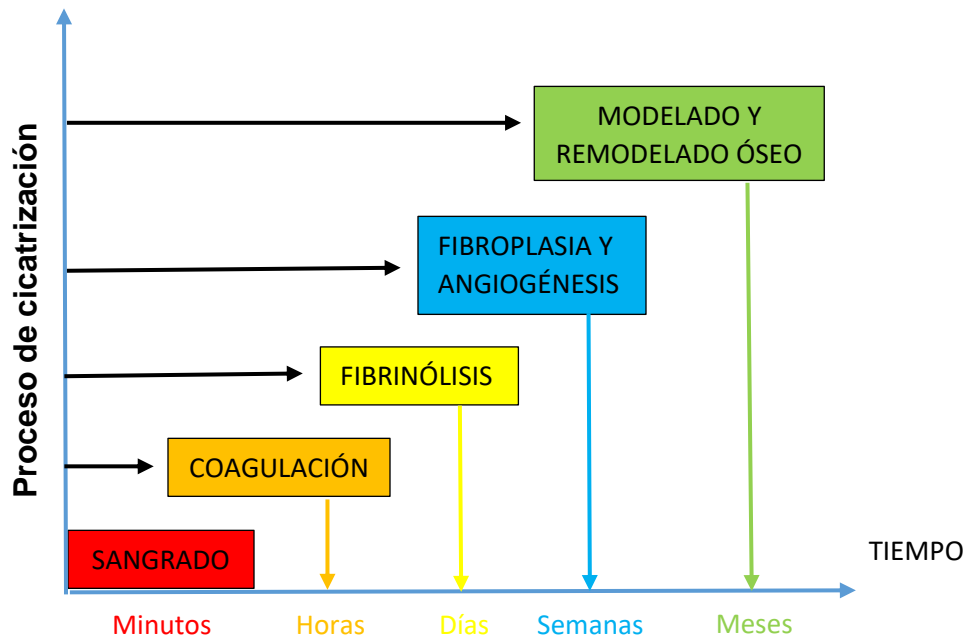 MODELADO Y
REMODELADO ÓSEO
FIBROPLASIA Y
ANGIOGÉNESIS
FIBRINÓLISIS
COAGULACIÓN
SANGRADO
Proceso de cicatrización
TIEMPO
Minutos
Horas
Días
Semanas
Meses